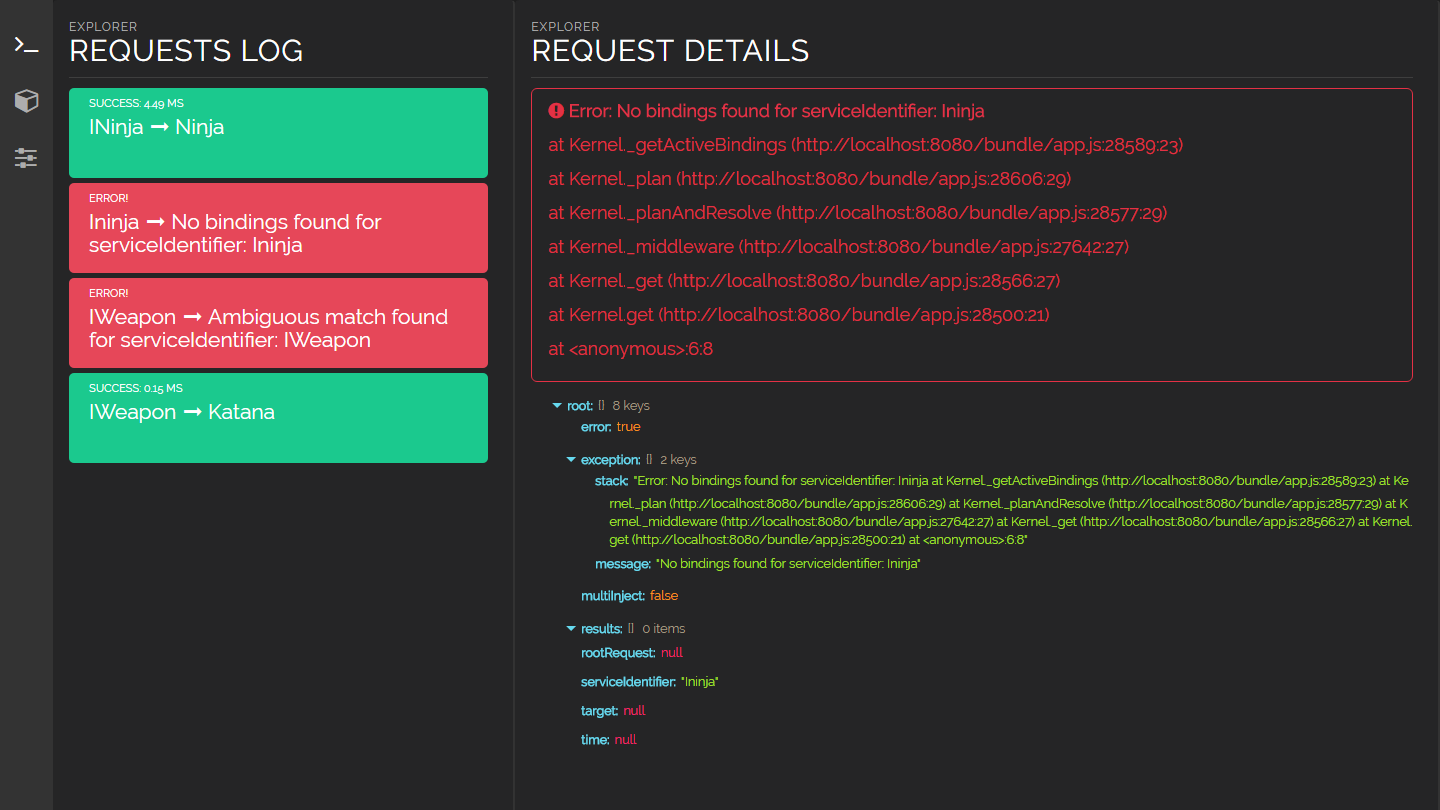 EXPLORER
REQUESTS LOG
SUCCESS: 4.49 MS
INinja → Ninja
ERROR!
Ininja → No bindings found for
serviceIdentifier: Ininja
ERROR!
IWeapon → Ambiguous match found
for serviceIdentifier: IWeapon
SUCCESS: 0.15 MS
IWeapon → Katana
EXPLORER
REQUEST DETAILS
Error: No bindings found for serviceIdentifier: Ininja
at Kernel._getActiveBindings (http://localhost:8080/bundle/app.js:28589:23)
at Kernel._plan (http://localhost:8080/bundle/app.js:28606:29)
at Kernel._planAndResolve (http://localhost:8080/bundle/app.js:28577:29)
at Kernel._middleware (http://localhost:8080/bundle/app.js:27642:27)
at Kernel._get (http://localhost:8080/bundle/app.js:28566:27)
at Kernel.get (http://localhost:8080/bundle/app.js:28500:21)
at <anonymous>:6:8
root: {} 8 keys
error: true
exception: {} 2 keys
stack: "Error: No bindings found for serviceIdentifier: Ininja at Kernel._getActiveBindings (http://localhost:8080/bundle/app.js:28589:23) at Ke
rnel._plan (http://localhost:8080/bundle/app.js:28606:29) at Kernel._planAndResolve (http://localhost:8080/bundle/app.js:28577:29) at K
ernel._middleware (http://localhost:8080/bundle/app.js:27642:27) at Kernel._get (http://localhost:8080/bundle/app.js:28566:27) at Kernel.
get (http://localhost:8080/bundle/app.js:28500:21) at <anonymous>:6:8"
message: "No bindings found for serviceIdentifier: Ininja"
multiInject: false
results: [] 0 items
rootRequest: null
serviceIdentifier: "Ininja"
target: null
time: null